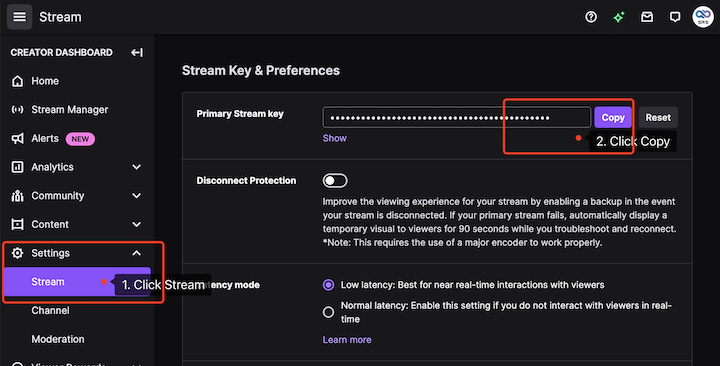 Stream
CREATOR DASHBOARD
Home
Stream Manager
Alerts NEW
Analytics
Community
Content
Settings
Stream
1. Click Stream
Channel
Moderation
Stream Key & Preferences
Primary Stream key
Copy
Reset
Show
2. Click Copy
Disconnect Protection
Improve the viewing experience for your stream by enabling a backup in the event
your stream is disconnected. If your primary stream fails, automatically display a
temporary visual to viewers for 90 seconds while you troubleshoot and reconnect.
*Note: This requires the use of a major encoder to work properly.
mode
Low latency: Best for near real-time interactions with viewers
Normal latency: Enable this setting if you do not interact with viewers in real-
time
Learn more